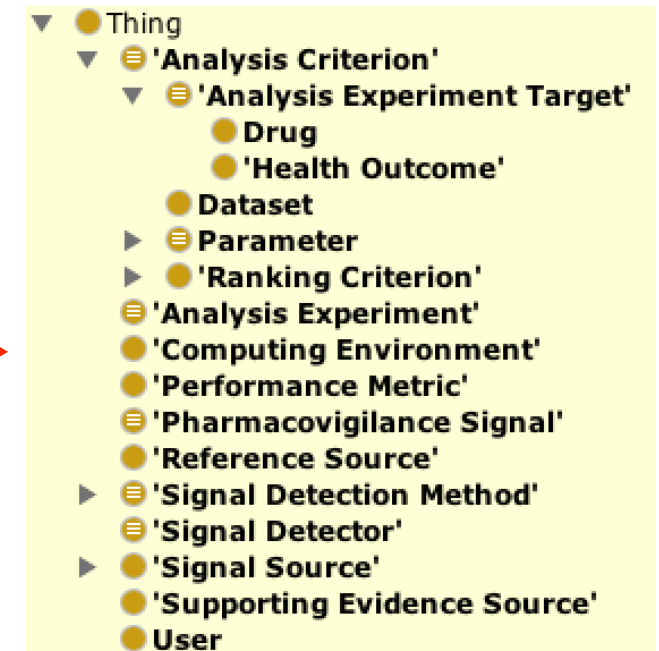 Thing
'Analysis Criterion'
'Analysis Experiment Target'
Drug
'Health Outcome'
Dataset
Parameter
'Ranking Criterion'
'Analysis Experiment'
'Computing Environment'
'Performance Metric'
'Pharmacovigilance Signal'
'Reference Source'
'Signal Detection Method'
'Signal Detector'
'Signal Source'
'Supporting Evidence Source'
User